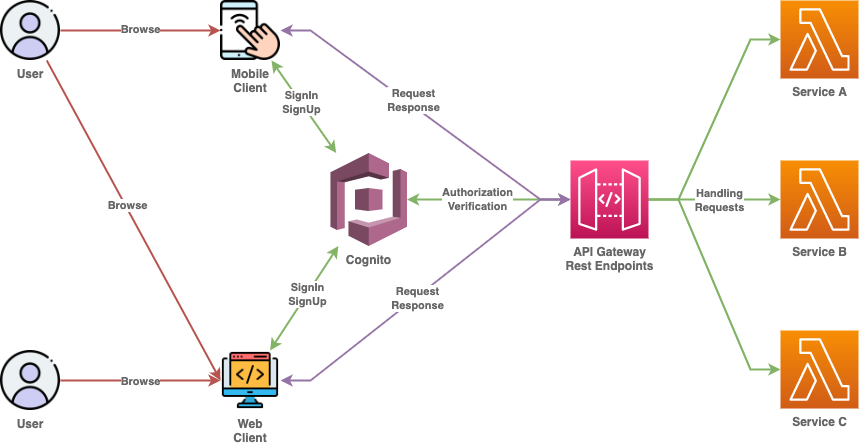 Browse
User
Mobile
Client
SignIn
SignUp
Request
Response
Service A
Browse
Authorization
Verification
Handling
Requests
Cognito
API Gateway
Rest Endpoints
Service B
SignIn
SignUp
Request
Response
Browse
User
Web
Client
Service C